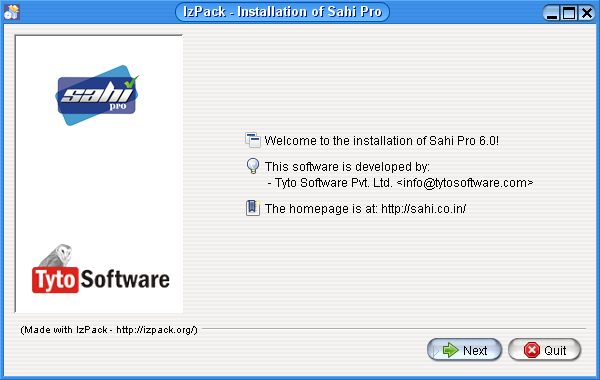 IzPack - Installation of Sahi Pro
sahi
pro
Welcome to the installation of Sahi Pro 6.0!
This software is developed by:
- Tyto Software Pvt. Ltd. <info@tytosoftware.com>
The homepage is at: http://sahi.co.in/
Tyto Software
(Made with IzPack - http://izpack.org/)
Next
Quit